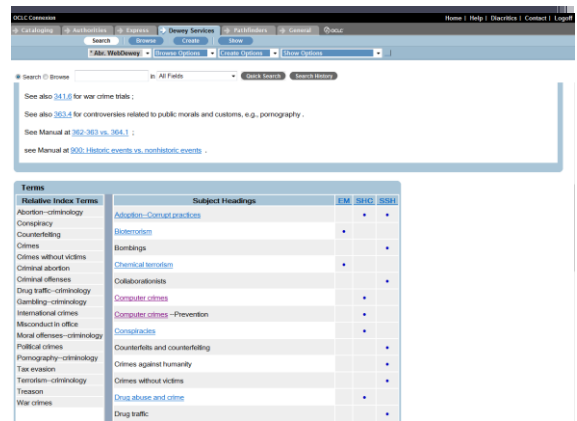 OCLC Connexion
Home | Help | Diacritics | Contact | Logoff
Cataloging Authorities Express Dewey Services Pathfinders General OCLC
Search Browse Create Show
* Abr. WebDewey Browse Options Create Options Show Options
Search Browse in: All Fields Quick Search Search History
See also 341.6 for war crime trials ;
See also 363.4 for controversies related to public morals and customs, e.g., pornography .
See Manual at 362-363 vs. 364.1 ;
see Manual at 900: Historic events vs. nonhistoric events .
Terms
Relative Index Terms
Abortion--criminology
Conspiracy
Counterfeiting
Crimes
Crimes without victims
Criminal abortion
Criminal offenses
Drug traffic--criminology
Gambling--criminology
International crimes
Misconduct in office
Moral offenses--criminology
Political crimes
Pornography--criminology
Tax evasion
Terrorism--criminology
Treason
War crimes
Subject Headings EM SHC SSH
Adoption--Corrupt practices
Bioterrorism
Bombings
Chemical terrorism
Collaborationists
Computer crimes
Computer crimes --Prevention
Conspiracies
Counterfeits and counterfeiting
Crimes against humanity
Crimes without victims
Drug abuse and crime
Drug traffic